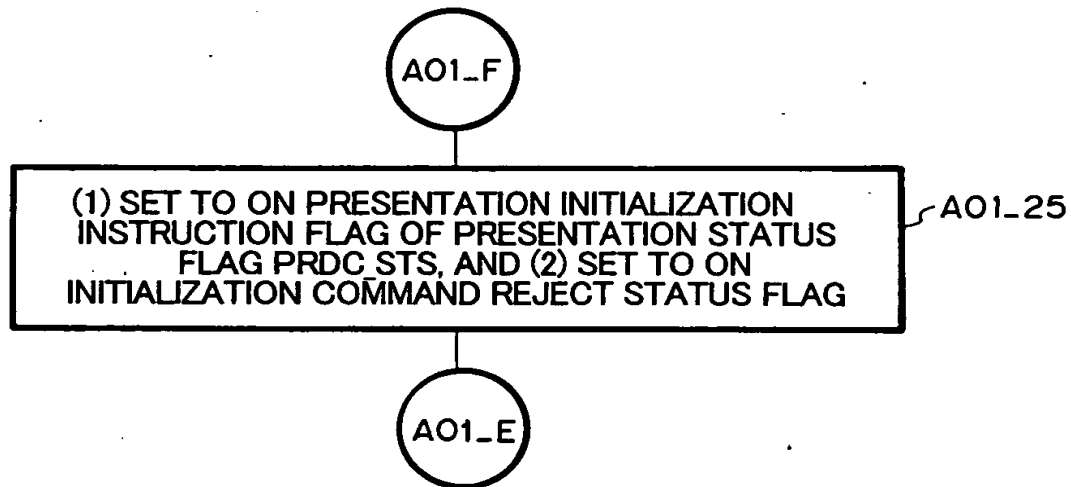 A01_F
(1) SET TO ON PRESENTATION INITIALIZATION
INSTRUCTION FLAG OF PRESENTATION STATUS
FLAG PRDC_STS, AND (2) SET TO ON
INITIALIZATION COMMAND REJECT STATUS FLAG
A01_25
A01_E